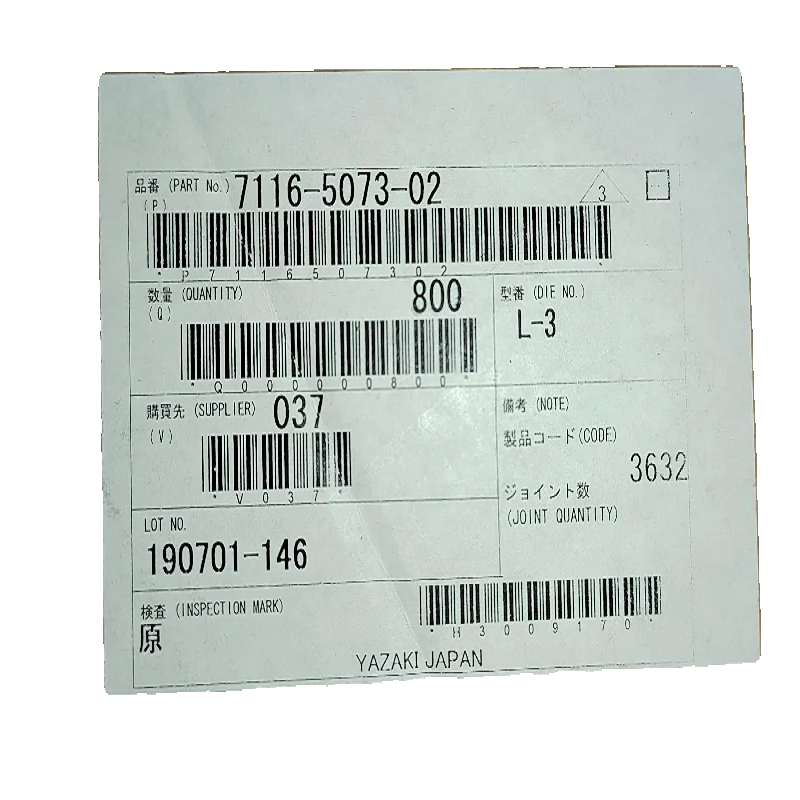 品番 (PART No.) 7116-5073-02
(P)
3
*P7116507302*
数量 (QUANTITY) 800
(Q)
*Q000000800*
型番 (DIE NO.)
L-3
購買先 (SUPPLIER) 037
(V)
*V037*
備考 (NOTE)
製品コード(CODE)
3632
ジョイント数
(JOINT QUANTITY)
LOT NO.
190701-146
検査 (INSPECTION MARK)
原
*H3009170*
YAZAKI JAPAN